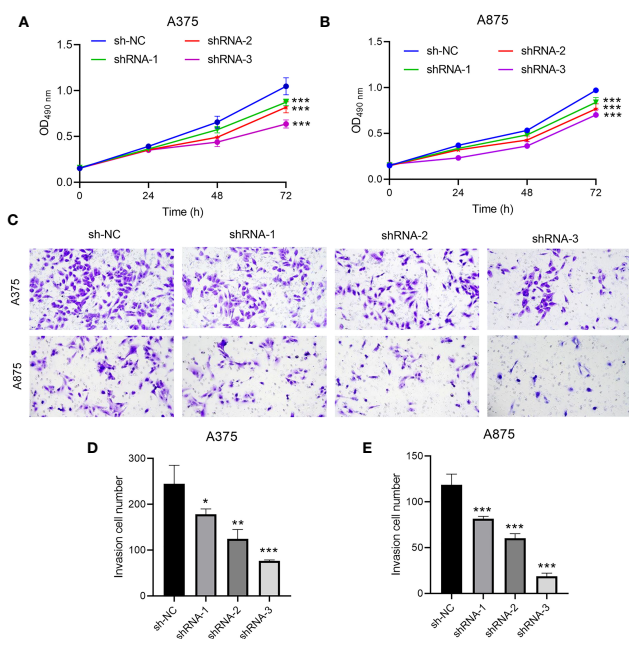 A
A375
sh-NC
shRNA-2
shRNA-1
shRNA-3
1.5
1.0
0.5
0.0
OD490 nm
***
***
***
0
24
48
72
Time (h)
B
A875
sh-NC
shRNA-2
shRNA-1
shRNA-3
1.5
1.0
0.5
0.0
OD490 nm
***
***
***
0
24
48
72
Time (h)
C
sh-NC
shRNA-1
shRNA-2
shRNA-3
A375
A875
D
A375
300
200
100
0
Invasion cell number
*
**
***
sh-NC
shRNA-1
shRNA-2
shRNA-3
E
A875
150
100
50
0
Invasion cell number
***
***
***
sh-NC
shRNA-1
shRNA-2
shRNA-3